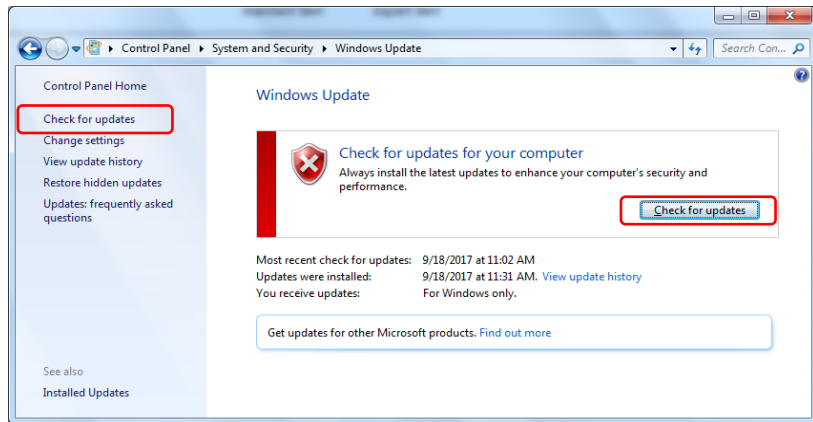 Control Panel ▸ System and Security ▸ Windows Update
Search Con...
Control Panel Home
Check for updates
Change settings
View update history
Restore hidden updates
Updates: frequently asked
questions
See also
Installed Updates
Windows Update
Check for updates for your computer
Always install the latest updates to enhance your computer's security and
performance.
Check for updates
Most recent check for updates: 9/18/2017 at 11:02 AM
Updates were installed: 9/18/2017 at 11:31 AM. View update history
You receive updates: For Windows only.
Get updates for other Microsoft products. Find out more